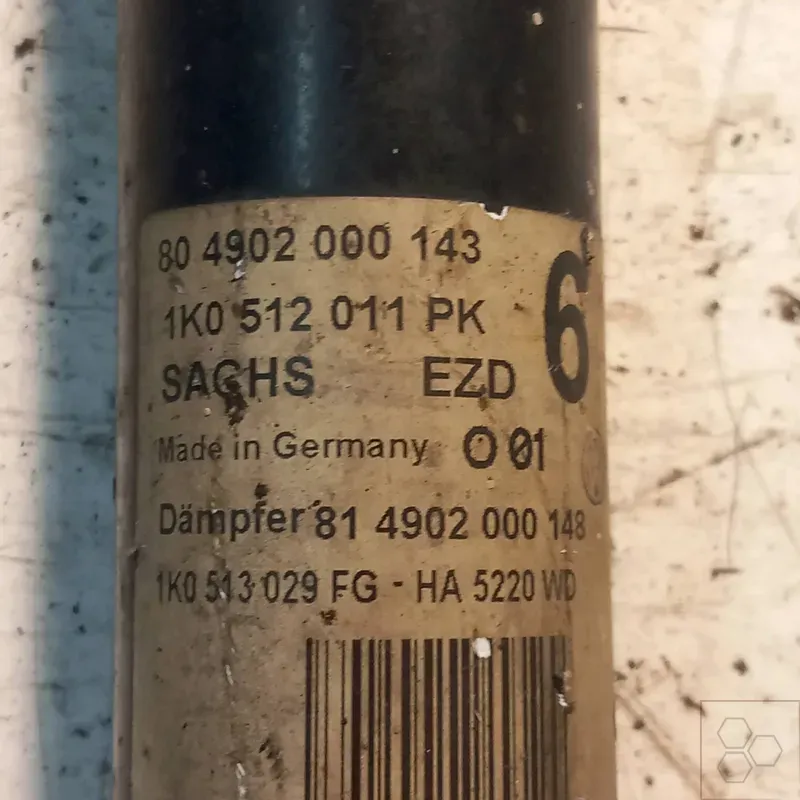 80 4902 000 143
1K0 512 011 PK
6
SACHS EZD
Made in Germany O 01
Dämpfer 81 4902 000 148
1K0 513 029 FG - HA 5220 WD